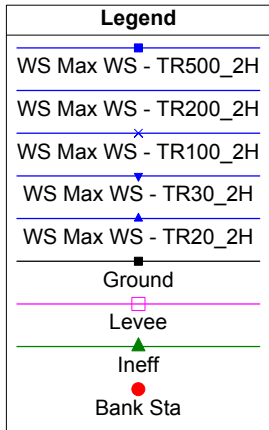 Legend
WS Max WS - TR500_2H
WS Max WS - TR200_2H
WS Max WS - TR100_2H
WS Max WS - TR30_2H
WS Max WS - TR20_2H
Ground
Levee
Ineff
Bank Sta